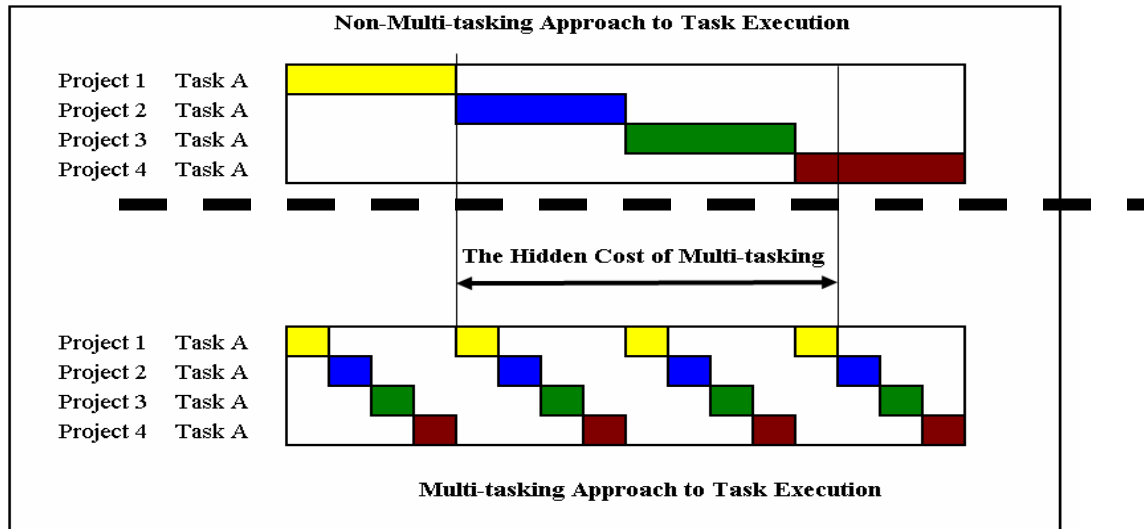 Non-Multi-tasking Approach to Task Execution
Project 1 Task A
Project 2 Task A
Project 3 Task A
Project 4 Task A
The Hidden Cost of Multi-tasking
Project 1 Task A
Project 2 Task A
Project 3 Task A
Project 4 Task A
Multi-tasking Approach to Task Execution